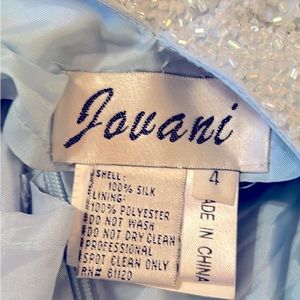 Jovani
SHELL:
100% SILK
LINING:
100% POLYESTER
DO NOT WASH
DO NOT DRY CLEAN
PROFESSIONAL
SPOT CLEAN ONLY
RN# 81120
4
MADE IN CHINA